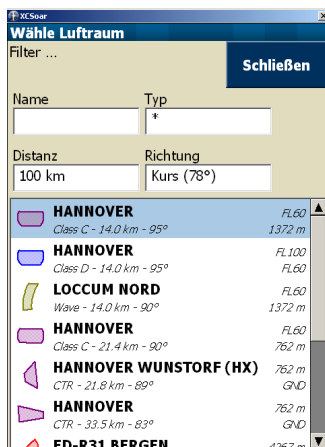 XCSoar
Wähle Luftraum
Filter ...
Schließen
Name Typ
*
Distanz Richtung
100 km Kurs (78°)
HANNOVER FL60
Class C - 14.0 km - 95° 1372 m
HANNOVER FL100
Class D - 14.0 km - 95° FL60
LOCCUM NORD FL60
Wave - 14.0 km - 90° 1372 m
HANNOVER FL60
Class C - 21.4 km - 90° 762 m
HANNOVER WUNSTORF (HX) 762 m
CTR - 21.8 km - 89° GND
HANNOVER 762 m
CTR - 33.5 km - 83° GND
ED-R31 BERGEN 4267 m